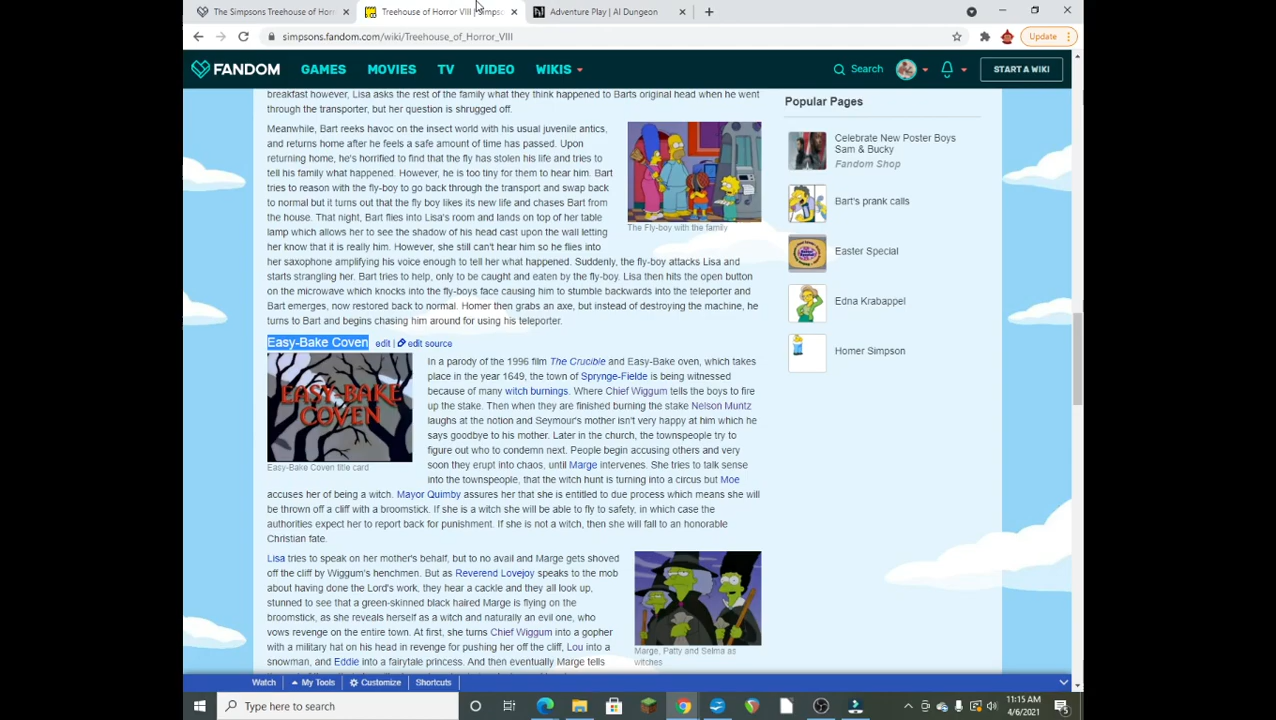 The Simpsons Treehouse of Hor
Treehouse of Horror VIII | Simpso
Adventure Play | AI Dungeon
simpsons.fandom.com/wiki/Treehouse_of_Horror_VIII
Update
FANDOM
GAMES
MOVIES
TV
VIDEO
WIKIS
Search
START A WIKI
breakfast however, Lisa asks the rest of the family what they think happened to Barts original head when he went
through the transporter, but her question is shrugged off.
Meanwhile, Bart reeks havoc on the insect world with his usual juvenile antics,
and returns home after he feels a safe amount of time has passed. Upon
returning home, he's horrified to find that the fly has stolen his life and tries to
tell his family what happened. However, he is too tiny for them to hear him. Bart
tries to reason with the fly-boy to go back through the transport and swap back
to normal but it turns out that the fly boy likes its new life and chases Bart from
the house. That night, Bart flies into Lisa's room and lands on top of her table
lamp which allows her to see the shadow of his head cast upon the wall letting
her know that it is really him. However, she still can't hear him so he flies into
her saxophone amplifying his voice enough to tell her what happened. Suddenly, the fly-boy attacks Lisa and
starts strangling her. Bart tries to help, only to be caught and eaten by the fly-boy. Lisa then hits the open button
on the microwave which knocks into the fly-boys face causing him to stumble backwards into the teleporter and
Bart emerges, now restored back to normal. Homer then grabs an axe, but instead of destroying the machine, he
turns to Bart and begins chasing him around for using his teleporter.
The Fly-boy with the family
Easy-Bake Coven edit | edit source
EASY-BAKE
COVEN
Easy-Bake Coven title card
In a parody of the 1996 film The Crucible and Easy-Bake oven, which takes
place in the year 1649, the town of Sprynge-Fielde is being witnessed
because of many witch burnings. Where Chief Wiggum tells the boys to fire
up the stake. Then when they are finished burning the stake Nelson Muntz
laughs at the notion and Seymour's mother isn't very happy at him which he
says goodbye to his mother. Later in the church, the townspeople try to
figure out who to condemn next. People begin accusing others and very
soon they erupt into chaos, until Marge intervenes. She tries to talk sense
into the townspeople, that the witch hunt is turning into a circus but Moe
accuses her of being a witch. Mayor Quimby assures her that she is entitled to due process which means she will
be thrown off a cliff with a broomstick. If she is a witch she will be able to fly to safety, in which case the
authorities expect her to report back for punishment. If she is not a witch, then she will fall to an honorable
Christian fate.
Lisa tries to speak on her mother's behalf, but to no avail and Marge gets shoved
off the cliff by Wiggum's henchmen. But as Reverend Lovejoy speaks to the mob
about having done the Lord's work, they hear a cackle and they all look up,
stunned to see that a green-skinned black haired Marge is flying on the
broomstick, as she reveals herself as a witch and naturally an evil one, who
vows revenge on the entire town. At first, she turns Chief Wiggum into a gopher
with a military hat on his head in revenge for pushing her off the cliff, Lou into a
snowman, and Eddie into a fairytale princess. And then eventually Marge tells
Marge, Patty and Selma as
witches
Popular Pages
Celebrate New Poster Boys
Sam & Bucky
Fandom Shop
Bart's prank calls
Easter Special
Edna Krabappel
Homer Simpson
Watch
My Tools
Customize
Shortcuts
Type here to search
11:15 AM
4/6/2021
5